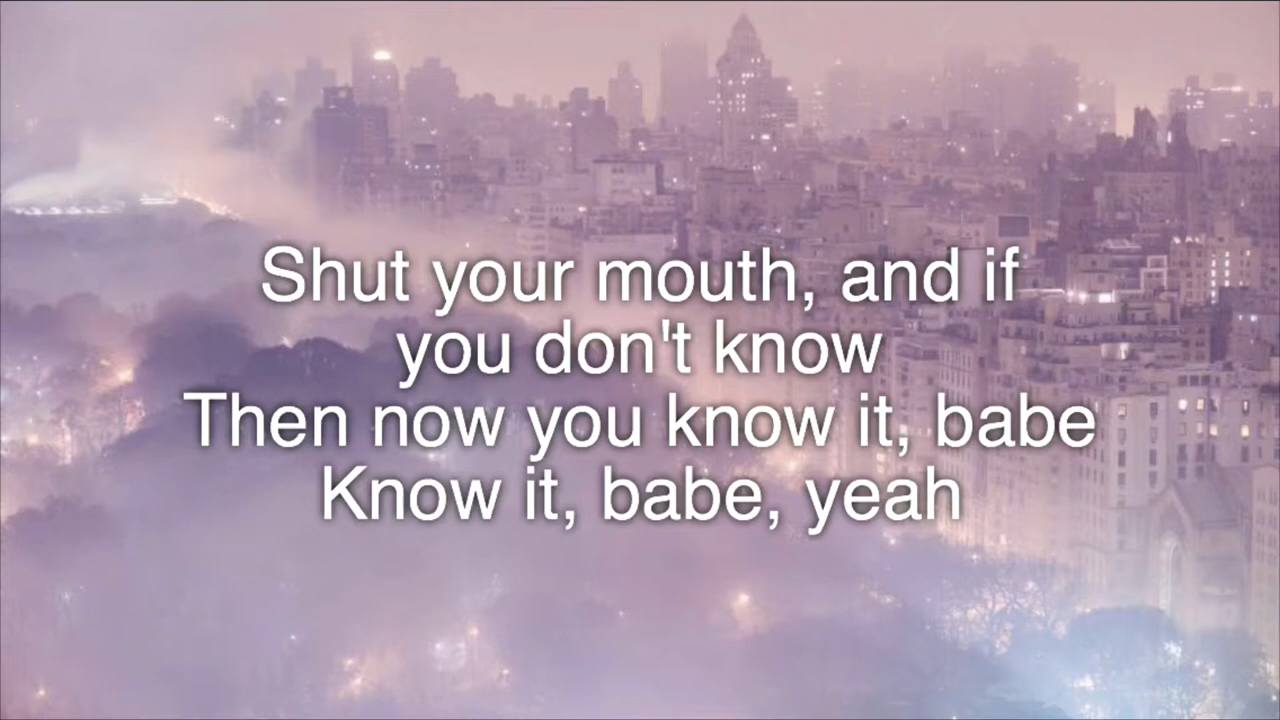 Shut your mouth, and if
you don't know
Then now you know it, babe
Know it, babe, yeah